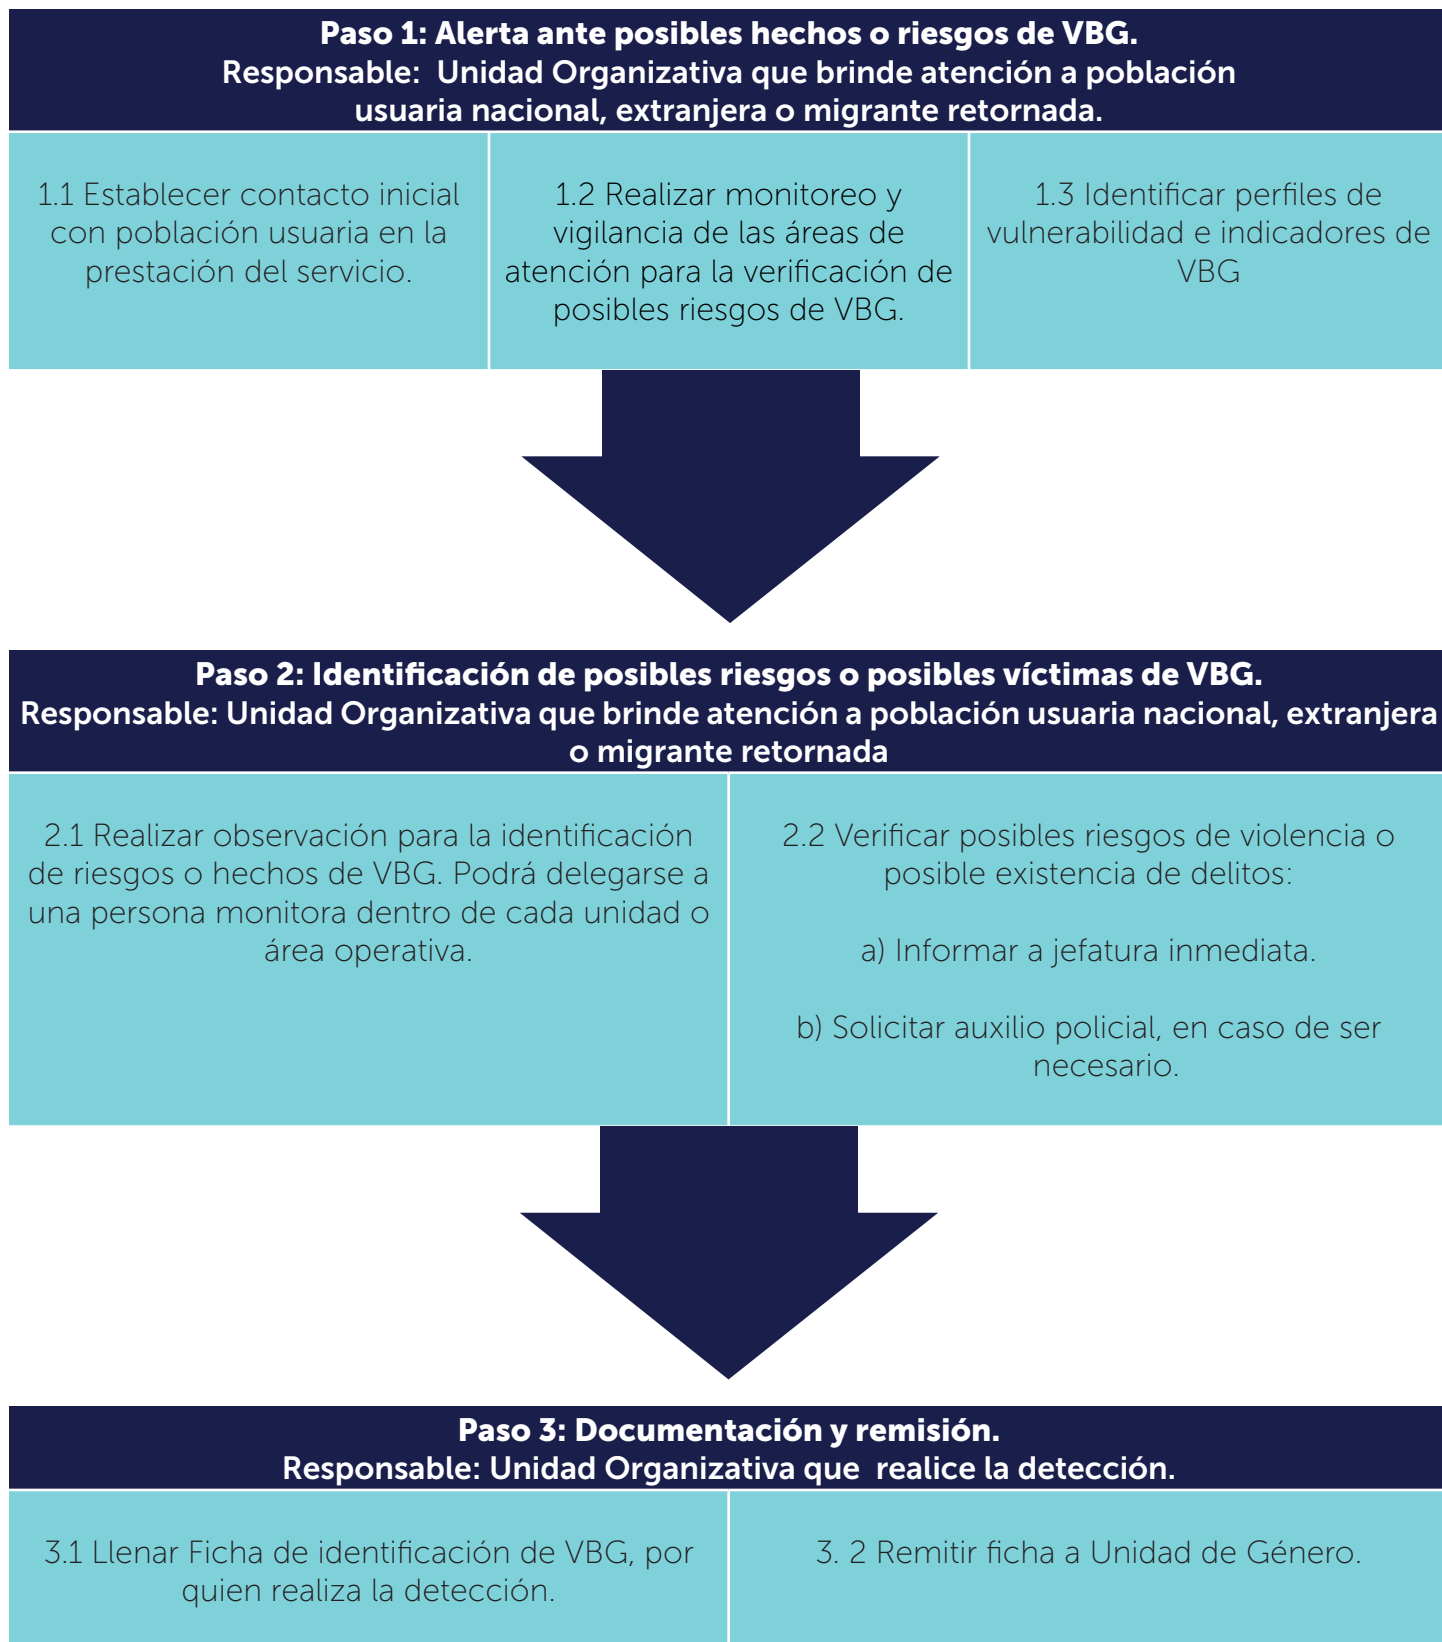 Paso 1: Alerta ante posibles hechos o riesgos de VBG.
Responsable: Unidad Organizativa que brinde atención a población
usuaria nacional, extranjera o migrante retornada.
1.1 Establecer contacto inicial
con población usuaria en la
prestación del servicio.
1.2 Realizar monitoreo y
vigilancia de las áreas de
atención para la verificación de
posibles riesgos de VBG.
1.3 Identificar perfiles de
vulnerabilidad e indicadores de
VBG
Paso 2: Identificación de posibles riesgos o posibles víctimas de VBG.
Responsable: Unidad Organizativa que brinde atención a población usuaria nacional, extranjera
o migrante retornada
2.1 Realizar observación para la identificación
de riesgos o hechos de VBG. Podrá delegarse a
una persona monitora dentro de cada unidad o
área operativa.
2.2 Verificar posibles riesgos de violencia o
posible existencia de delitos:
a) Informar a jefatura inmediata.
b) Solicitar auxilio policial, en caso de ser
necesario.
Paso 3: Documentación y remisión.
Responsable: Unidad Organizativa que realice la detección.
3.1 Llenar Ficha de identificación de VBG, por
quien realiza la detección.
3. 2 Remitir ficha a Unidad de Género.